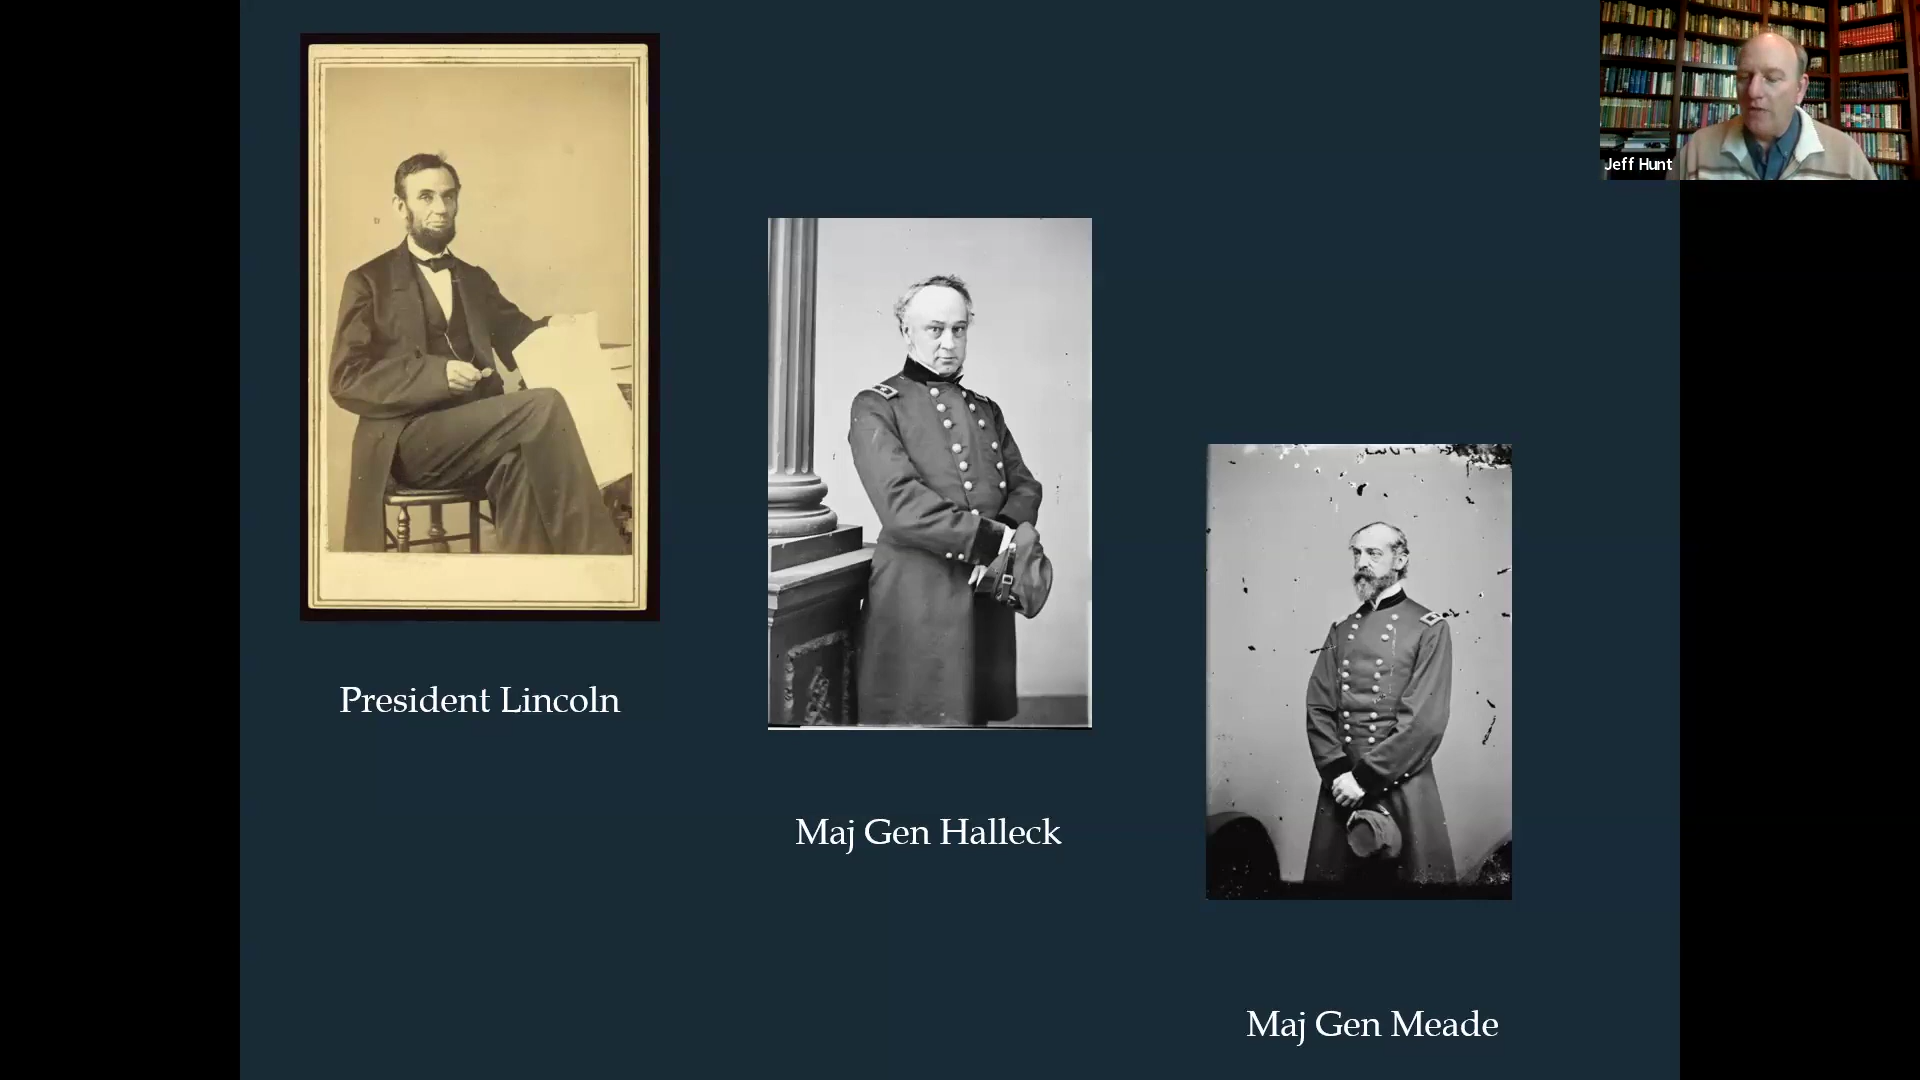 Jeff Hunt
President Lincoln
Maj Gen Halleck
Maj Gen Meade